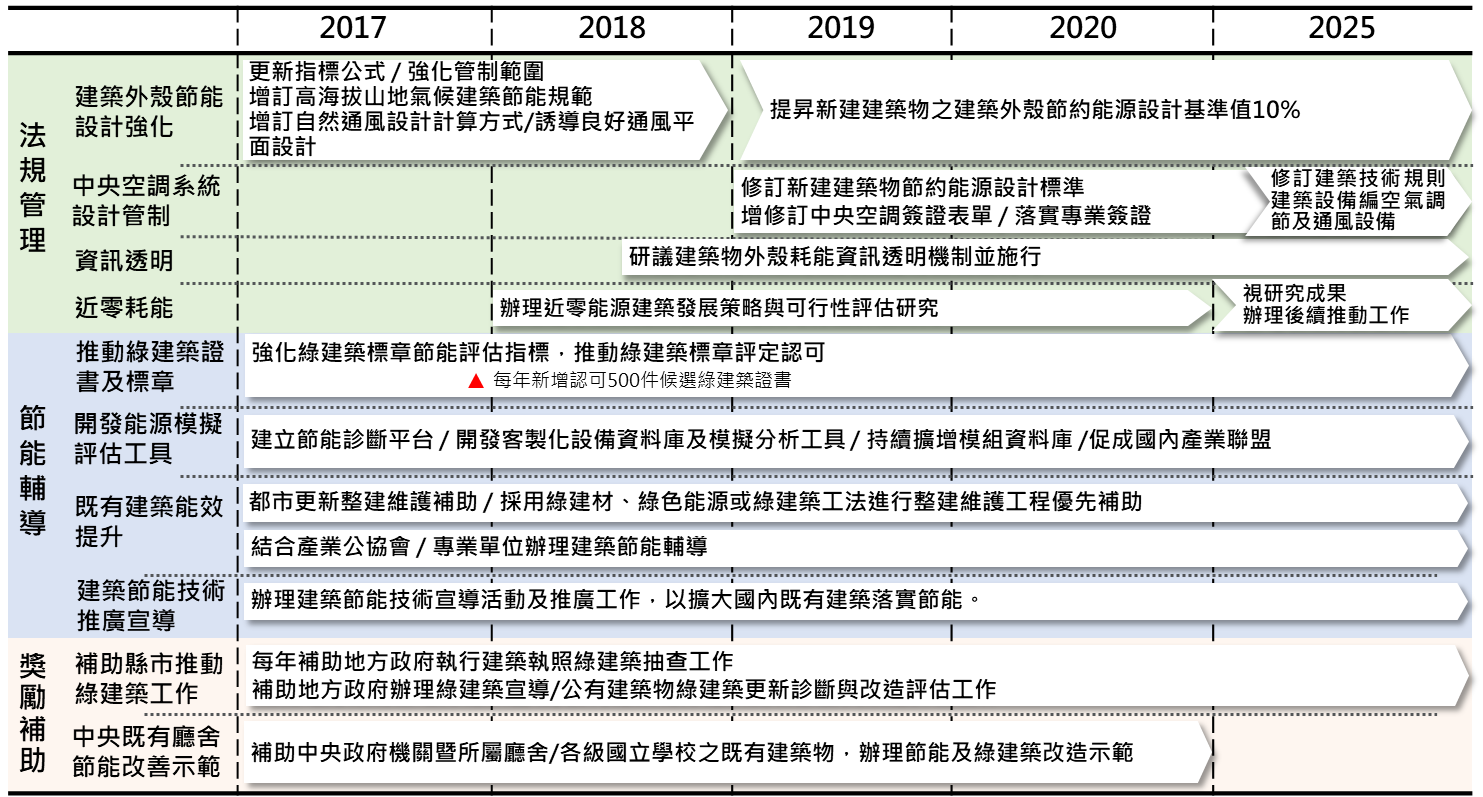 2017 2018 2019 2020 2025
法規管理
建築外殼節能
設計強化
更新指標公式 / 強化管制範圍
增訂高海拔山地氣候建築節能規範
增訂自然通風設計計算方式/誘導良好通風平
面設計
提昇新建建築物之建築外殼節約能源設計基準值10%
中央空調系統
設計管制
修訂新建建築物節約能源設計標準
增修訂中央空調簽證表單 / 落實專業簽證
修訂建築技術規則
建築設備編空氣調
節及通風設備
資訊透明
研議建築物外殼耗能資訊透明機制並施行
近零耗能
辦理近零能源建築發展策略與可行性評估研究
視研究成果
辦理後續推動工作
節能輔導
推動綠建築證
書及標章
強化綠建築標章節能評估指標，推動綠建築標章評定認可
▲ 每年新增認可500件候選綠建築證書
開發能源模擬
評估工具
建立節能診斷平台 / 開發客製化設備資料庫及模擬分析工具 / 持續擴增模組資料庫 /促成國內產業聯盟
既有建築能效
提升
都市更新整建維護補助 / 採用綠建材、綠色能源或綠建築工法進行整建維護工程優先補助
結合產業公協會 / 專業單位辦理建築節能輔導
建築節能技術
推廣宣導
辦理建築節能技術宣導活動及推廣工作，以擴大國內既有建築落實節能。
獎勵補助
補助縣市推動
綠建築工作
每年補助地方政府執行建築執照綠建築抽查工作
補助地方政府辦理綠建築宣導/公有建築物綠建築更新診斷與改造評估工作
中央既有廳舍
節能改善示範
補助中央政府機關暨所屬廳舍/各級國立學校之既有建築物，辦理節能及綠建築改造示範